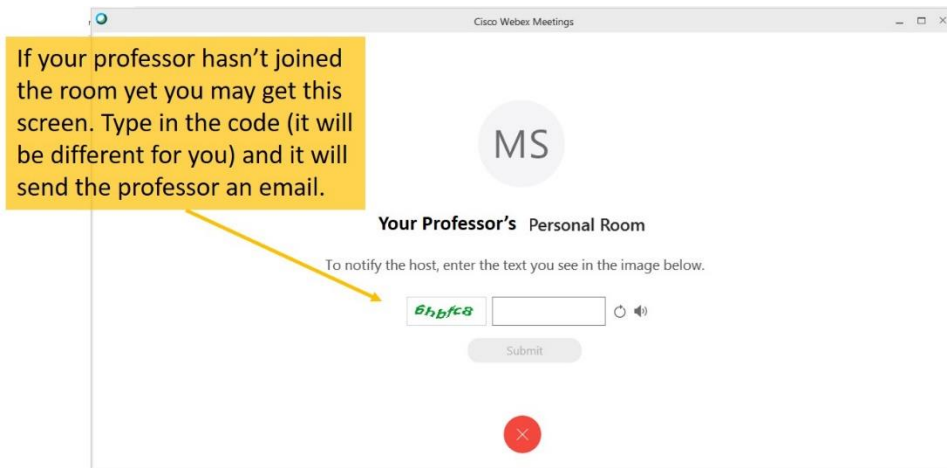 Cisco Webex Meetings
If your professor hasn't joined
the room yet you may get this
screen. Type in the code (it will
be different for you) and it will
send the professor an email.
MS
Your Professor's Personal Room
To notify the host, enter the text you see in the image below.
6hbfc8
Submit